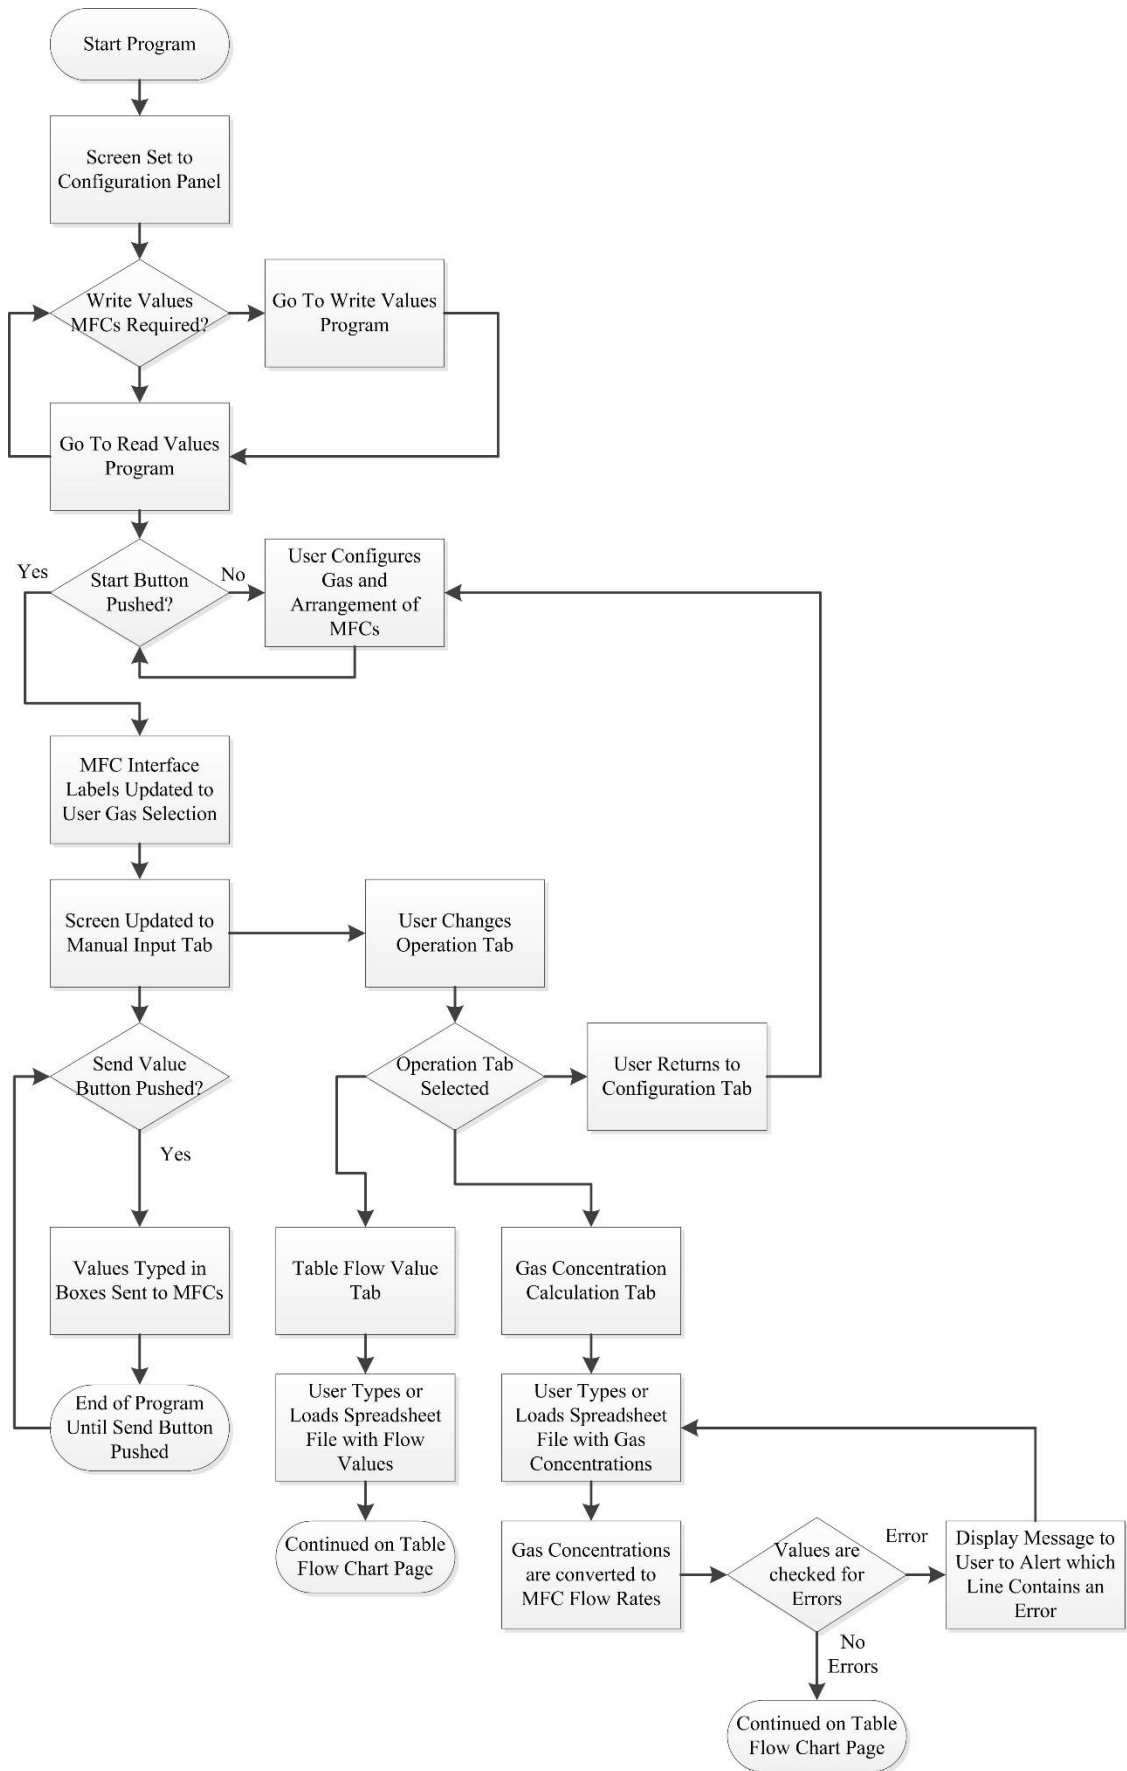 Start Program
Screen Set to
Configuration Panel
Write Values
MFCs Required?
Go To Write Values
Program
Go To Read Values
Program
Yes
Start Button
Pushed?
No
User Configures
Gas and
Arrangement of
MFCs
MFC Interface
Labels Updated to
User Gas Selection
Screen Updated to
Manual Input Tab
User Changes
Operation Tab
Send Value
Button Pushed?
Operation Tab
Selected
User Returns to
Configuration Tab
Yes
Values Typed in
Boxes Sent to MFCs
Table Flow Value
Tab
Gas Concentration
Calculation Tab
End of Program
Until Send Button
Pushed
User Types or
Loads Spreadsheet
File with Flow
Values
User Types or
Loads Spreadsheet
File with Gas
Concentrations
Continued on Table
Flow Chart Page
Gas Concentrations
are converted to
MFC Flow Rates
Values are
checked for
Errors
Error
Display Message to
User to Alert which
Line Contains an
Error
No
Errors
Continued on Table
Flow Chart Page